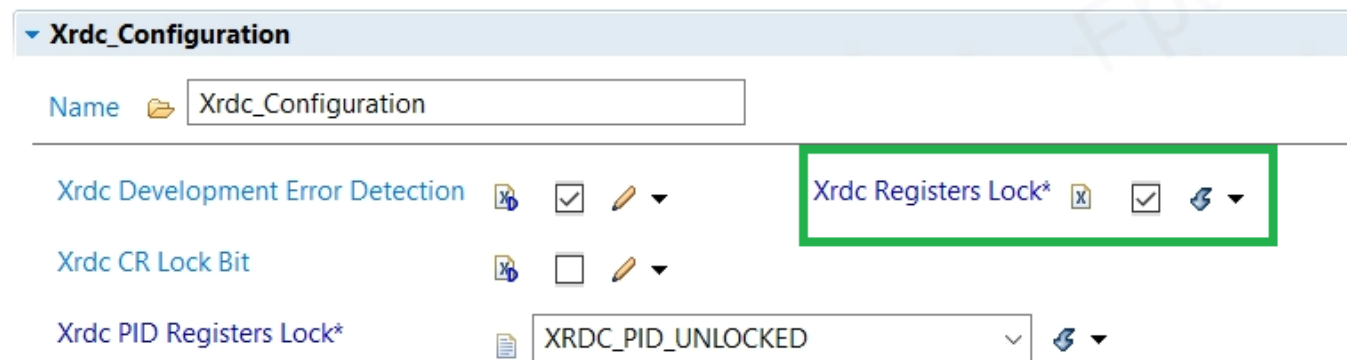 Xrdc_Configuration
Name Xrdc_Configuration
Xrdc Development Error Detection Xrdc Registers Lock*
Xrdc CR Lock Bit
Xrdc PID Registers Lock* XRDC_PID_UNLOCKED